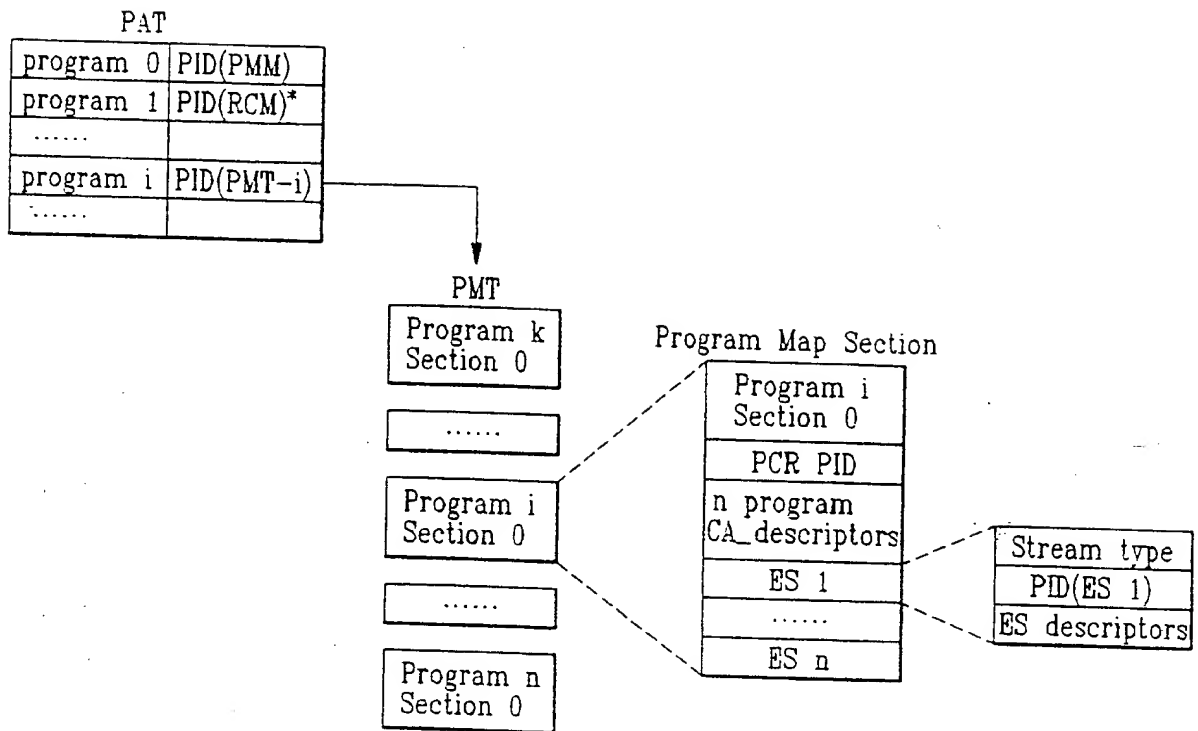 PAT
program 0 PID(PMM)
program 1 PID(RCM)*
......
program i PID(PMT-i)
......
PMT
Program k
Section 0
......
Program i
Section 0
......
Program n
Section 0
Program Map Section
Program i
Section 0
PCR PID
n program
CA_descriptors
ES 1
......
ES n
Stream type
PID(ES 1)
ES descriptors